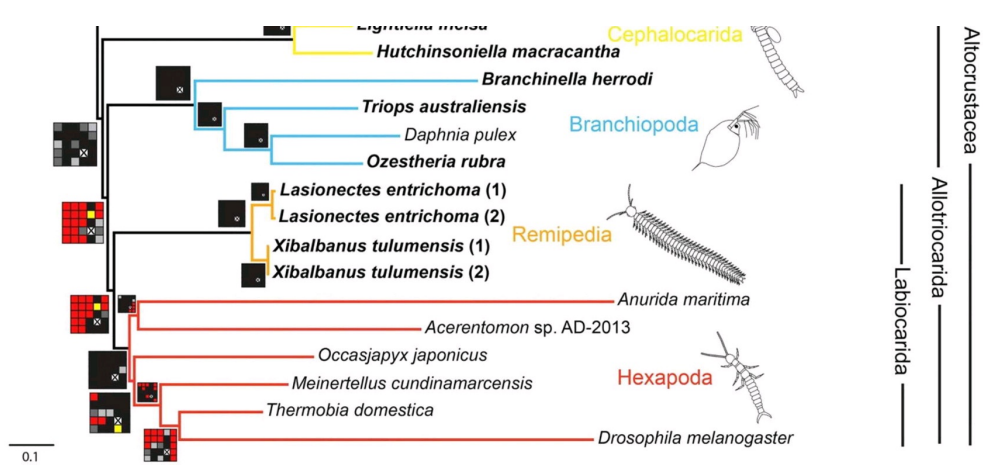 Lightiella incisa
Cephalocarida
Hutchinsoniella macracantha
Branchinella herrodi
Triops australiensis
Branchiopoda
Daphnia pulex
Ozestheria rubra
Lasionectes entrichoma (1)
Lasionectes entrichoma (2)
Remipedia
Xibalbanus tulumensis (1)
Xibalbanus tulumensis (2)
Anurida maritima
Acerentomon sp. AD-2013
Occasjapyx japonicus
Hexapoda
Meinertellus cundinamarcensis
Thermobia domestica
Drosophila melanogaster
0.1
Labiocarida
Allotriocarida
Altocrustacea